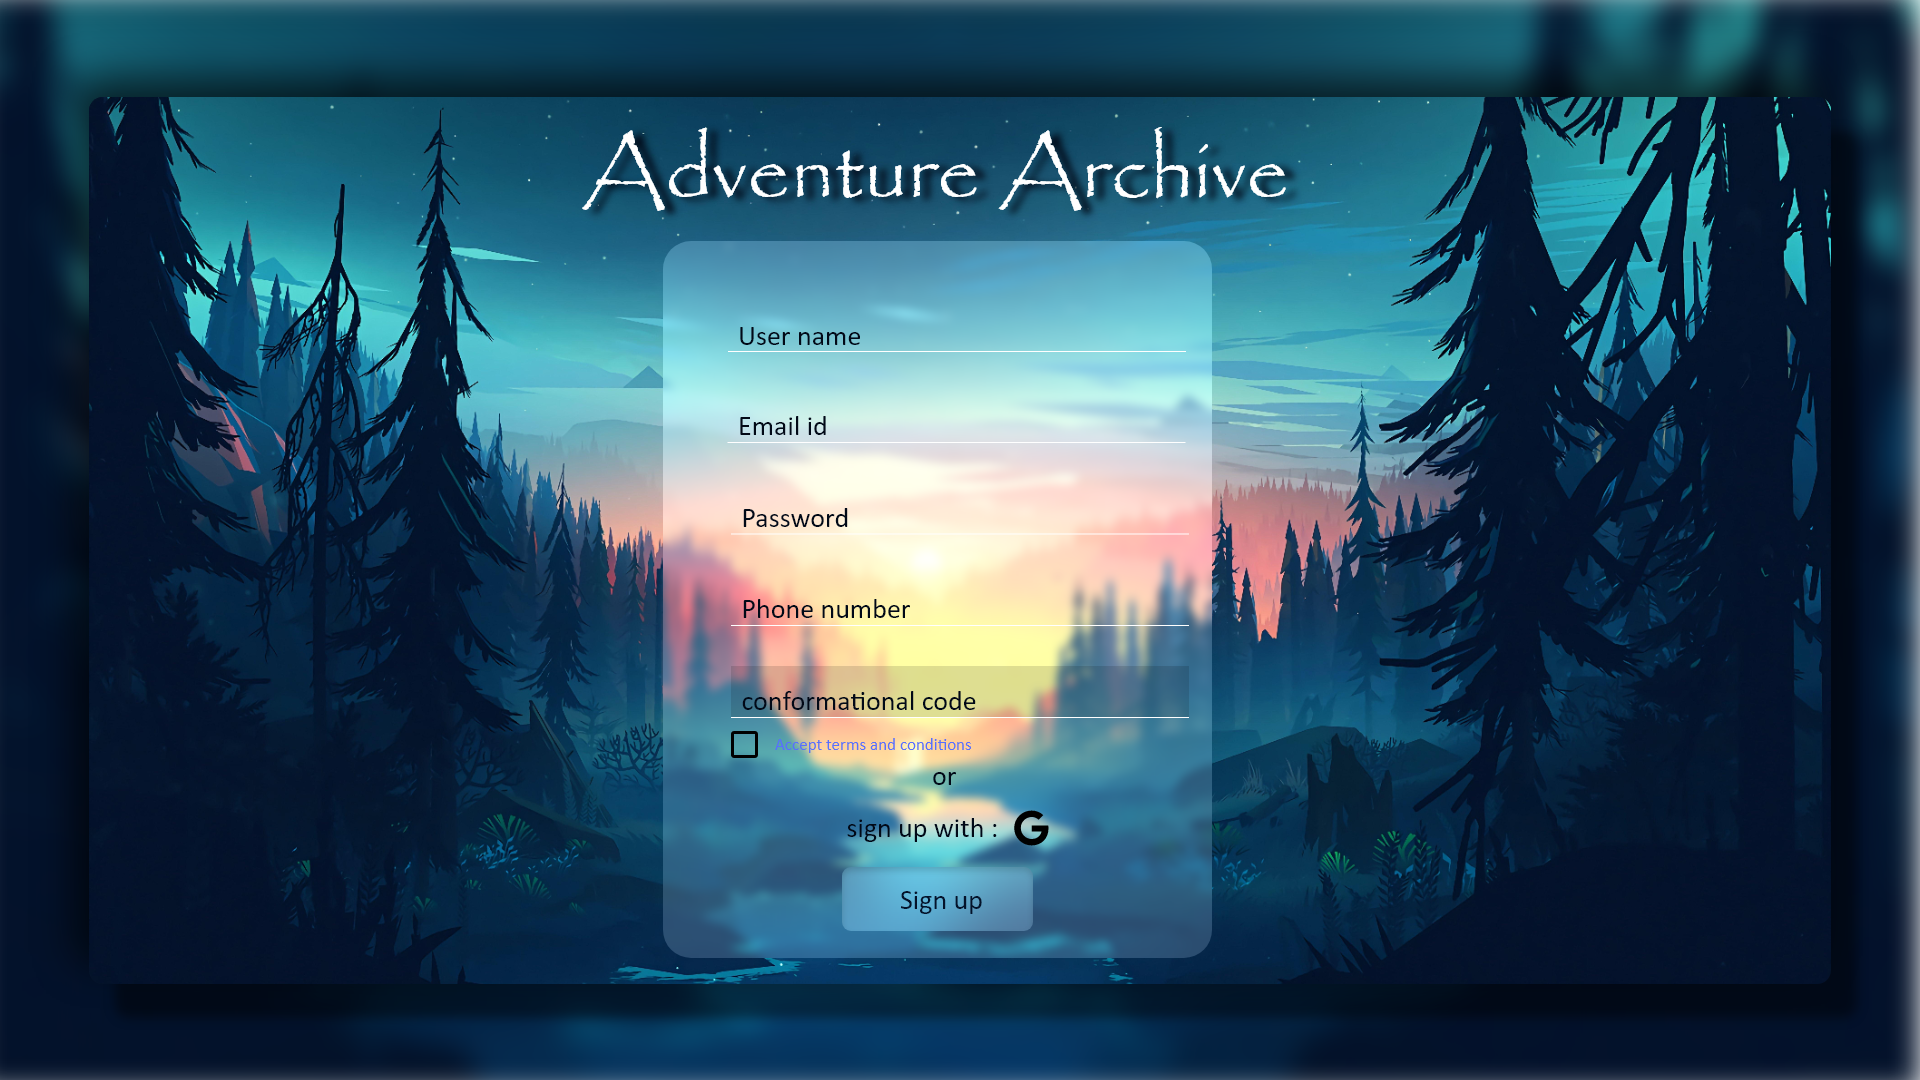 Adventure Archive
User name
Email id
Password
Phone number
conformational code
Accept terms and conditions
or
sign up with : G
Sign up